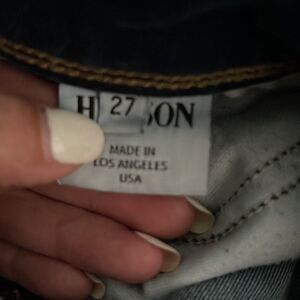 H 27 SON
MADE IN
LOS ANGELES
USA